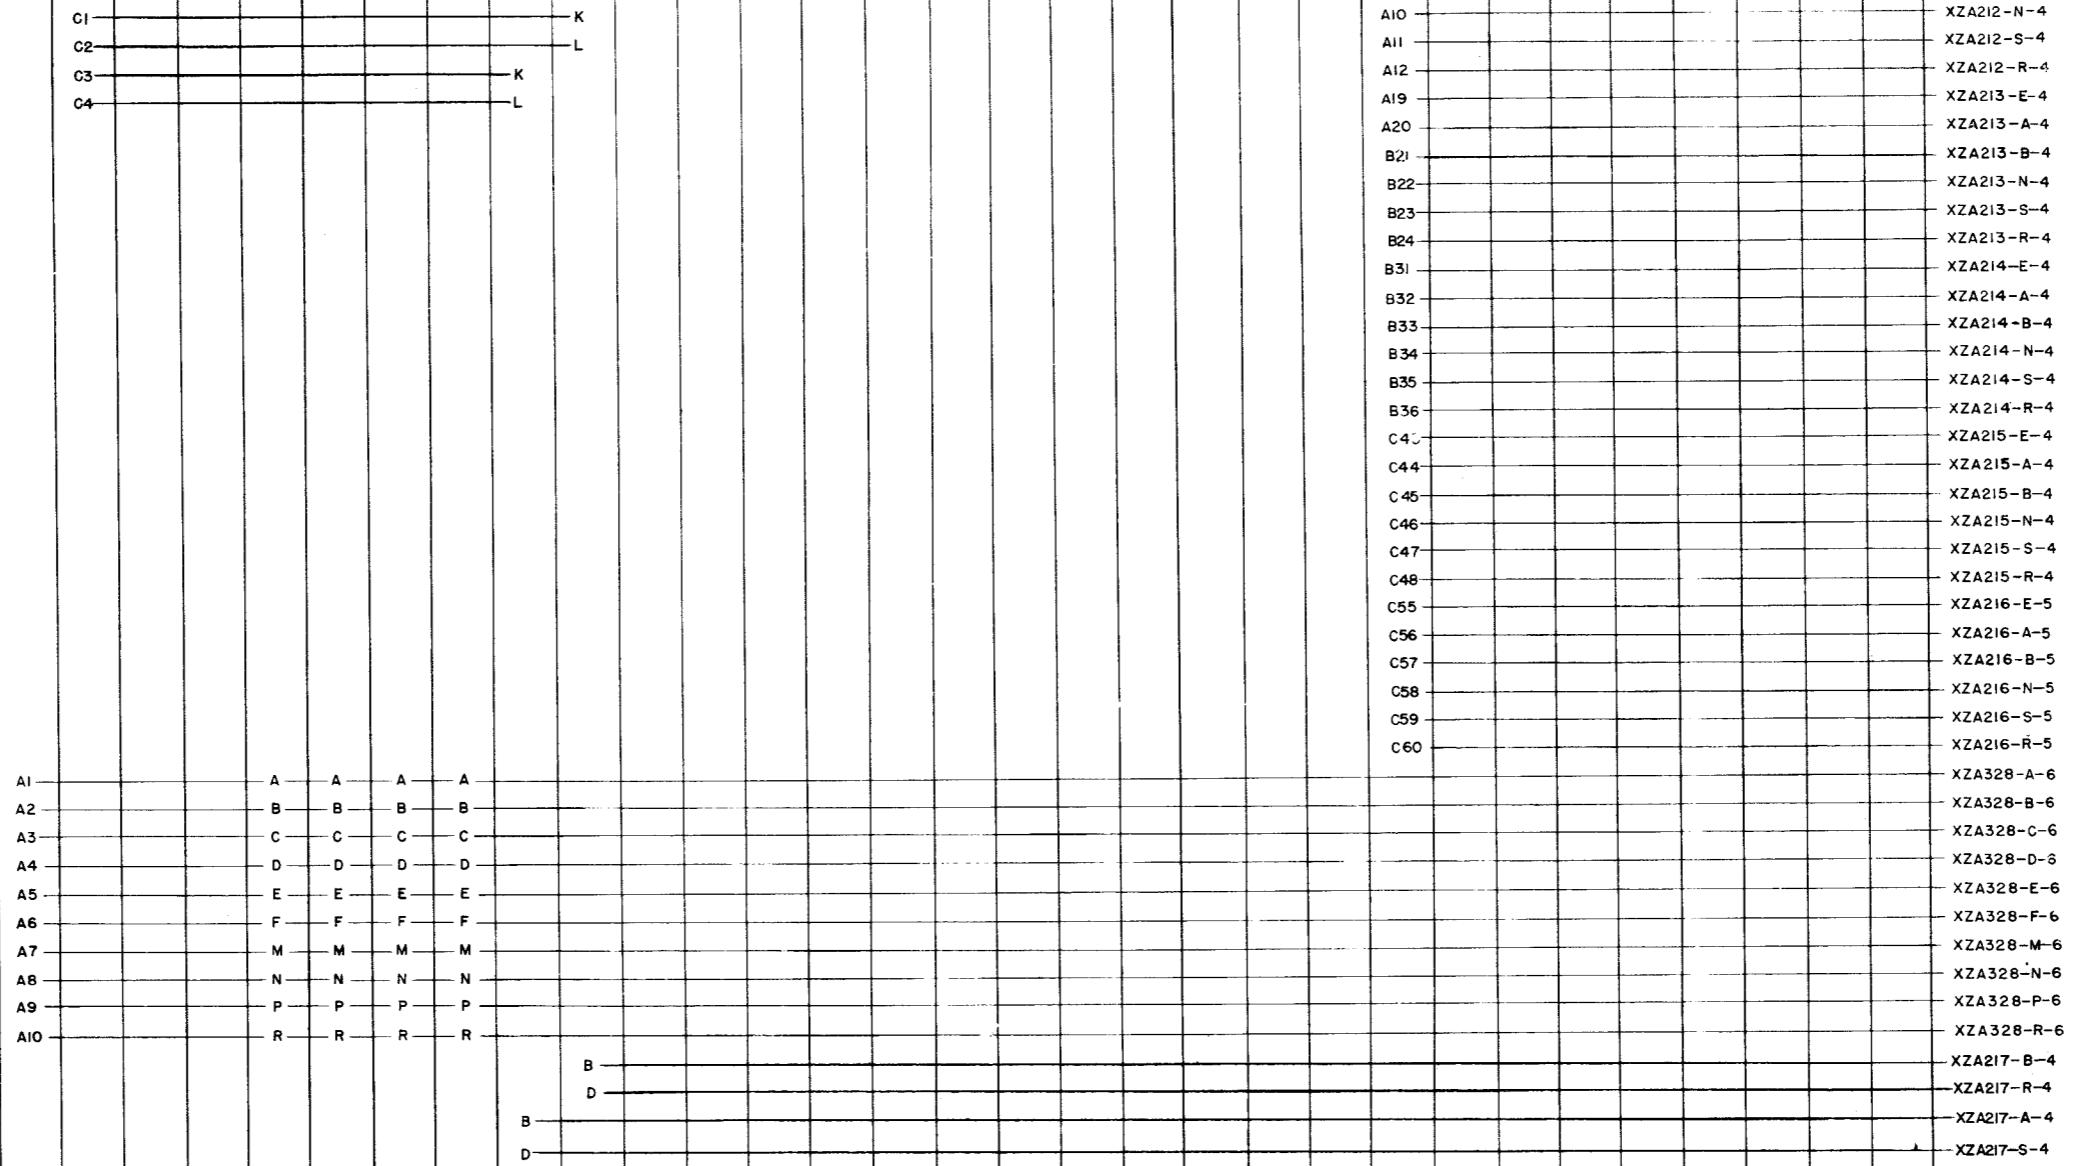 C1 K A10 XZA212-N-4
C2 L A11 XZA212-S-4
C3 K A12 XZA212-R-4
C4 L A19 XZA213-E-4
A20 XZA213-A-4
B21 XZA213-B-4
B22 XZA213-N-4
B23 XZA213-S-4
B24 XZA213-R-4
B31 XZA214-E-4
B32 XZA214-A-4
B33 XZA214-B-4
B34 XZA214-N-4
B35 XZA214-S-4
B36 XZA214-R-4
XZA215-E-4
C44 XZA215-A-4
C45 XZA215-B-4
C46 XZA215-N-4
C47 XZA215-S-4
C48 XZA215-R-4
C55 XZA216-E-5
C56 XZA216-A-5
C57 XZA216-B-5
C58 XZA216-N-5
C59 XZA216-S-5
C60 XZA216-R-5
A1 A A A A XZA328-A-6
A2 B B B B XZA328-B-6
A3 C C C C XZA328-C-6
A4 D D D D XZA328-D-6
A5 E E E E XZA328-E-6
A6 F F F F XZA328-F-6
A7 M M M M XZA328-M-6
A8 N N N N XZA328-N-6
A9 P P P P XZA328-P-6
A10 R R R R XZA328-R-6
B XZA217-B-4
D XZA217-R-4
B XZA217-A-4
D XZA217-S-4